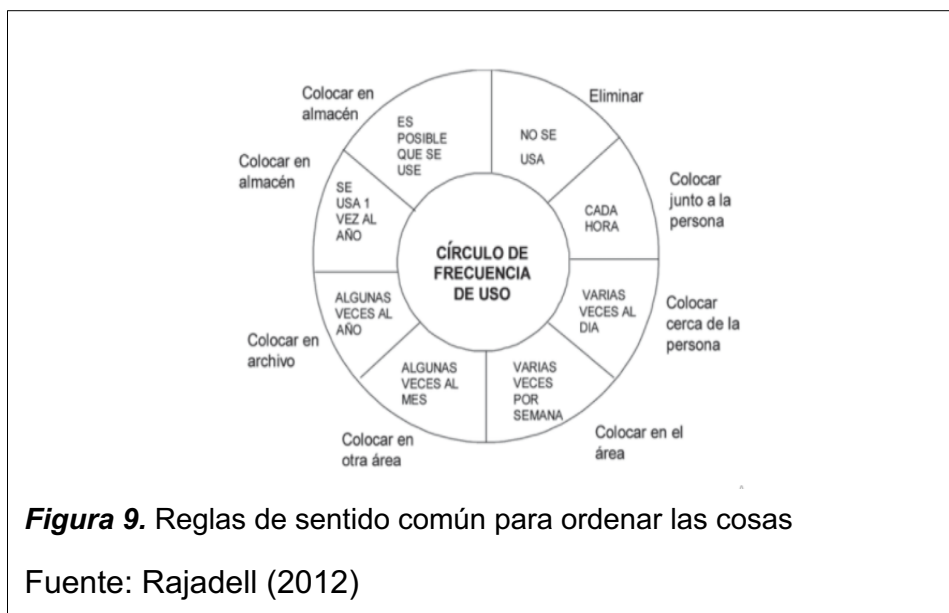 Colocar en
almacén
ES
POSIBLE
QUE SE
USE
NO SE
USA
Eliminar
Colocar en
almacén
SE
USA 1
VEZ AL
AÑO
CADA
HORA
Colocar
junto a la
persona
CÍRCULO DE
FRECUENCIA
DE USO
ALGUNAS
VECES AL
AÑO
VARIAS
VECES AL
DIA
Colocar
cerca de la
persona
Colocar en
archivo
ALGUNAS
VECES AL
MES
VARIAS
VECES
POR
SEMANA
Colocar en
otra área
Colocar en el
área
Figura 9. Reglas de sentido común para ordenar las cosas
Fuente: Rajadell (2012)